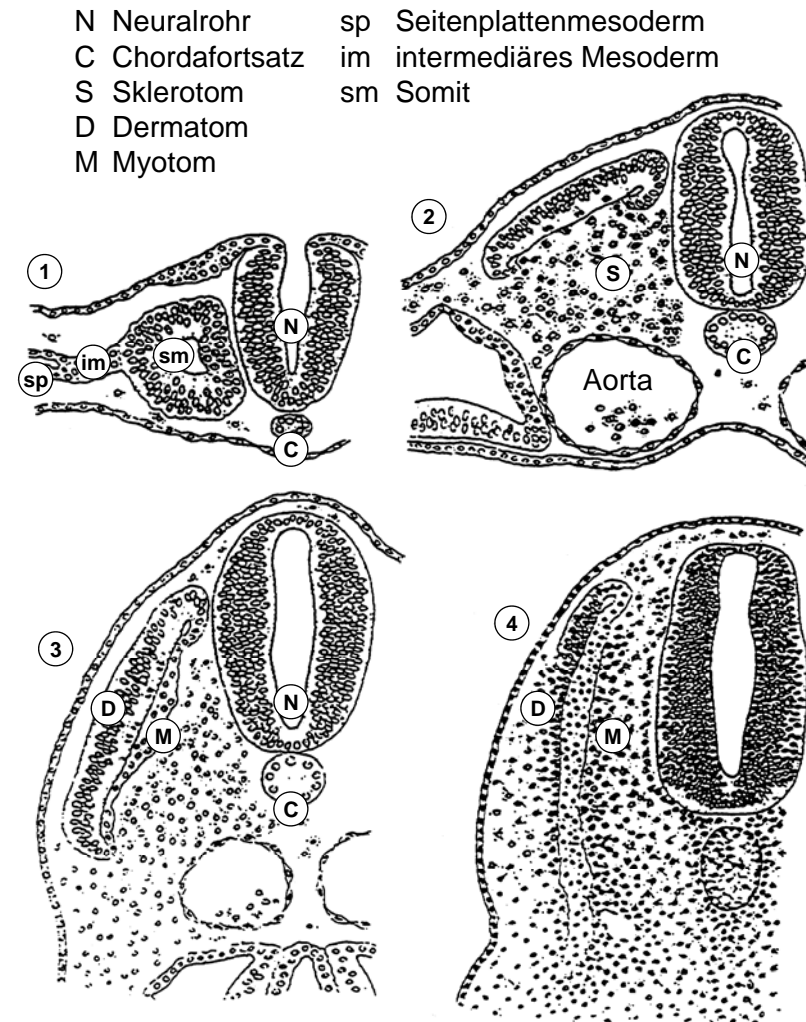 N Neuralrohr sp Seitenplattenmesoderm
C Chordafortsatz im intermediäres Mesoderm
S Sklerotom sm Somit
D Dermatom
M Myotom
1
N
sm
im
sp
C
2
N
S
C
Aorta
3
D
M
N
C
4
D
M